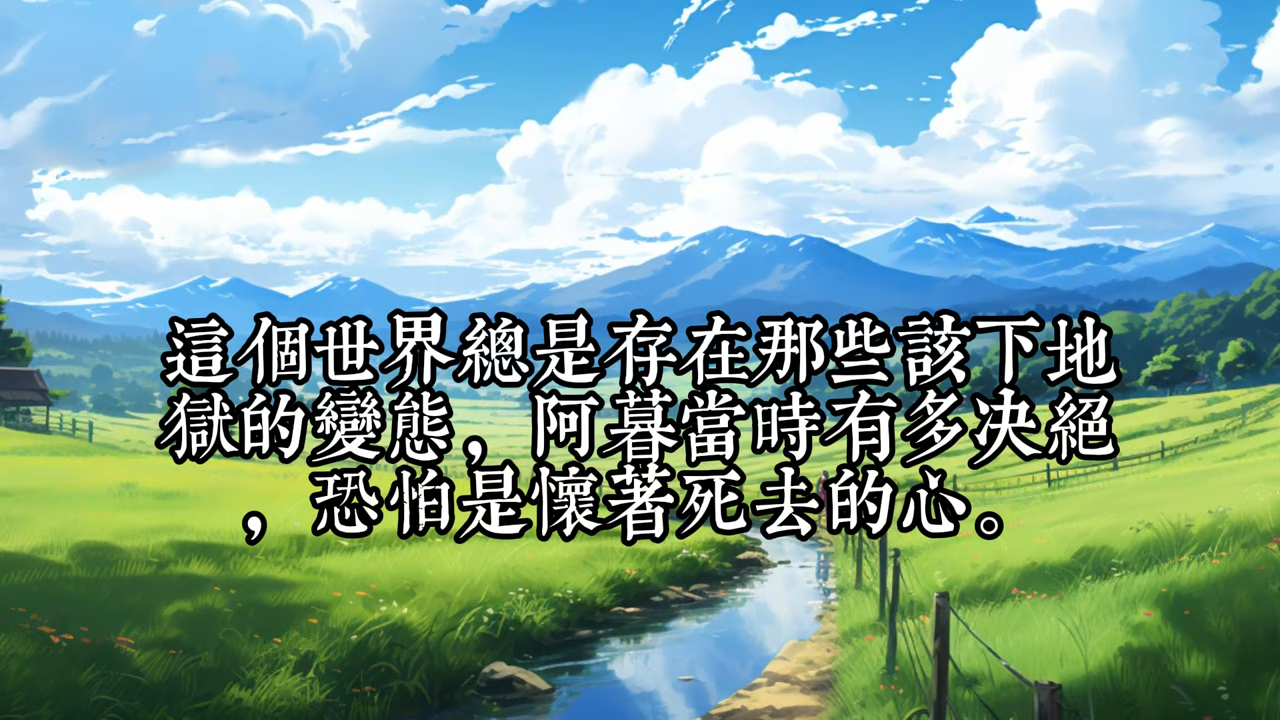 這個世界總是存在那些該下地
獄的變態，阿暮當時有多决絕
，恐怕是懷著死去的心。